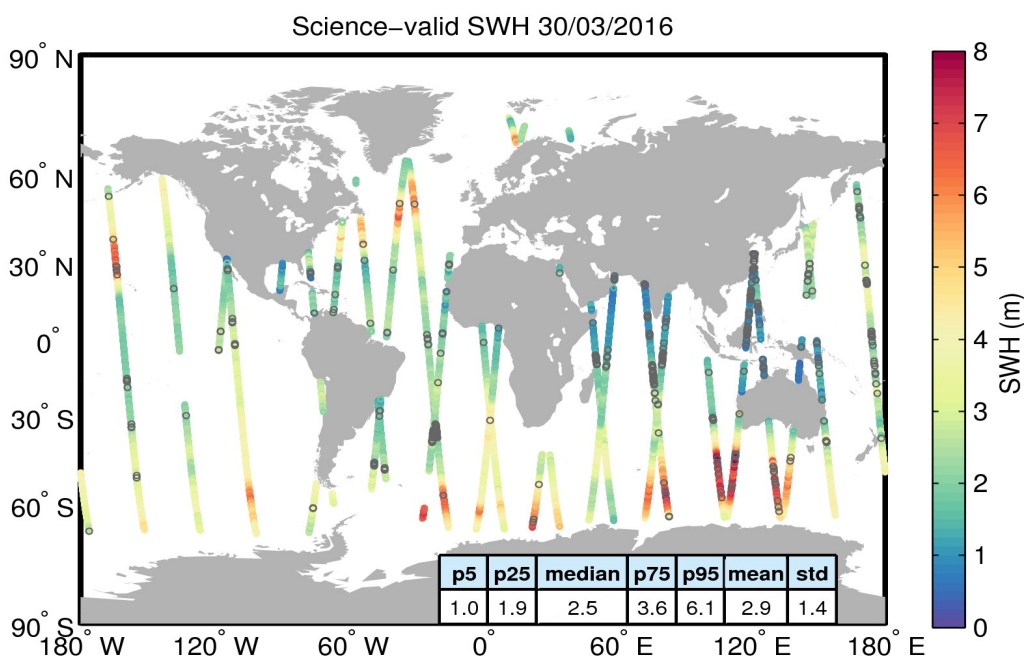 Science−valid SWH 30/03/2016
90° N
60° N
30° N
0°
30° S
60° S
90° S
180° W
120° W
60° W
0°
60° E
120° E
180° E
p5 p25 median p75 p95 mean std
1.0 1.9 2.5 3.6 6.1 2.9 1.4
8
7
6
5
4
3
2
1
0
SWH (m)